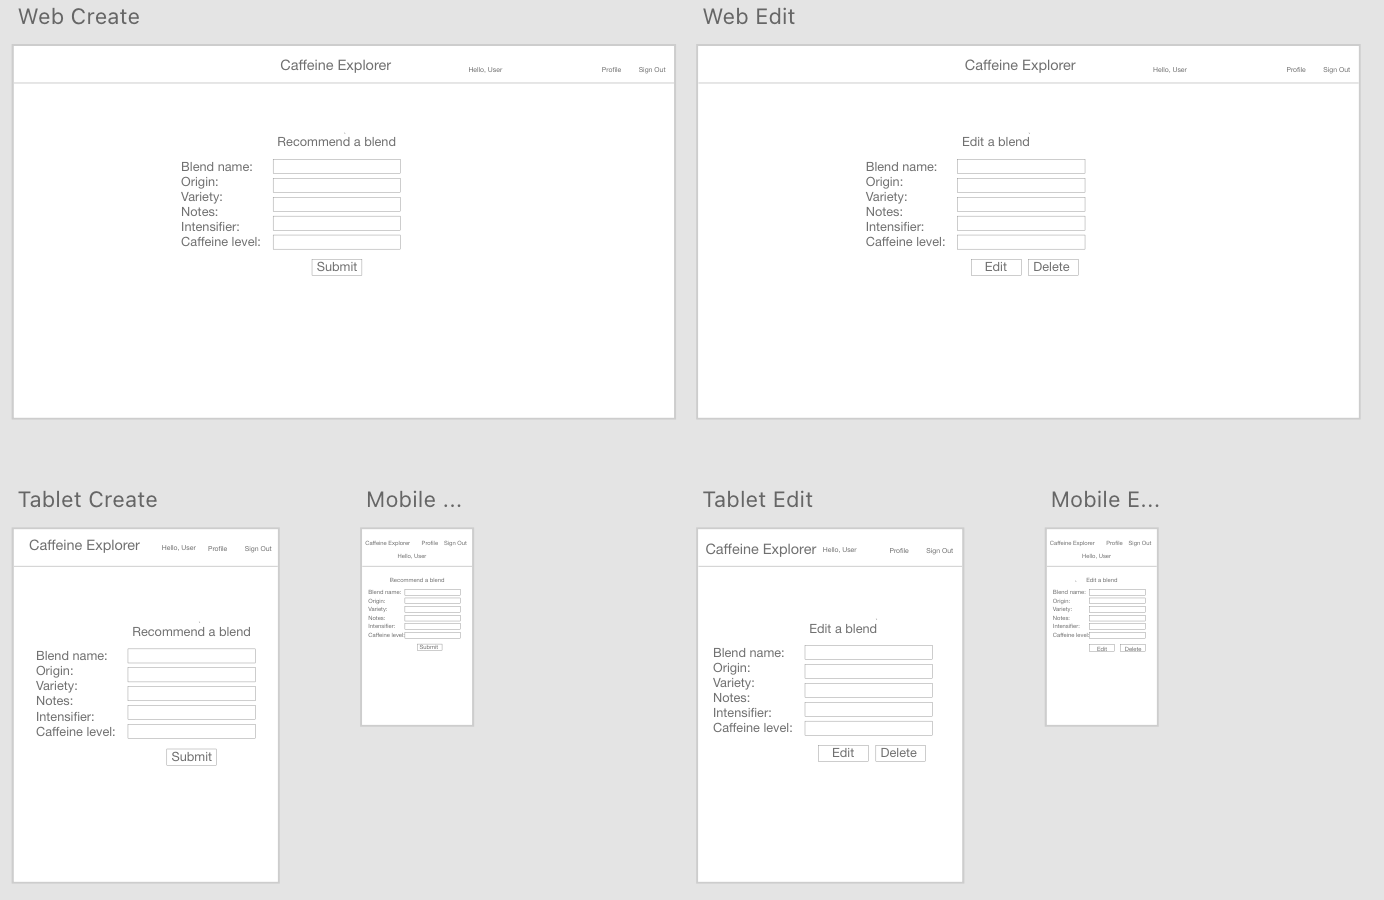 Web Create
Caffeine Explorer Hello, User Profile Sign Out
Recommend a blend
Blend name:
Origin:
Variety:
Notes:
Intensifier:
Caffeine level:
Submit
Web Edit
Caffeine Explorer Hello, User Profile Sign Out
Edit a blend
Blend name:
Origin:
Variety:
Notes:
Intensifier:
Caffeine level:
Edit Delete
Tablet Create
Caffeine Explorer Hello, User Profile Sign Out
Recommend a blend
Blend name:
Origin:
Variety:
Notes:
Intensifier:
Caffeine level:
Submit
Mobile ...
Caffeine Explorer Profile Sign Out
Hello, User
Recommend a blend
Blend name:
Origin:
Variety:
Notes:
Intensifier:
Caffeine level:
Submit
Tablet Edit
Caffeine Explorer Hello, User Profile Sign Out
Edit a blend
Blend name:
Origin:
Variety:
Notes:
Intensifier:
Caffeine level:
Edit Delete
Mobile E...
Caffeine Explorer Profile Sign Out
Hello, User
Edit a blend
Blend name:
Origin:
Variety:
Notes:
Intensifier:
Caffeine level:
Edit Delete